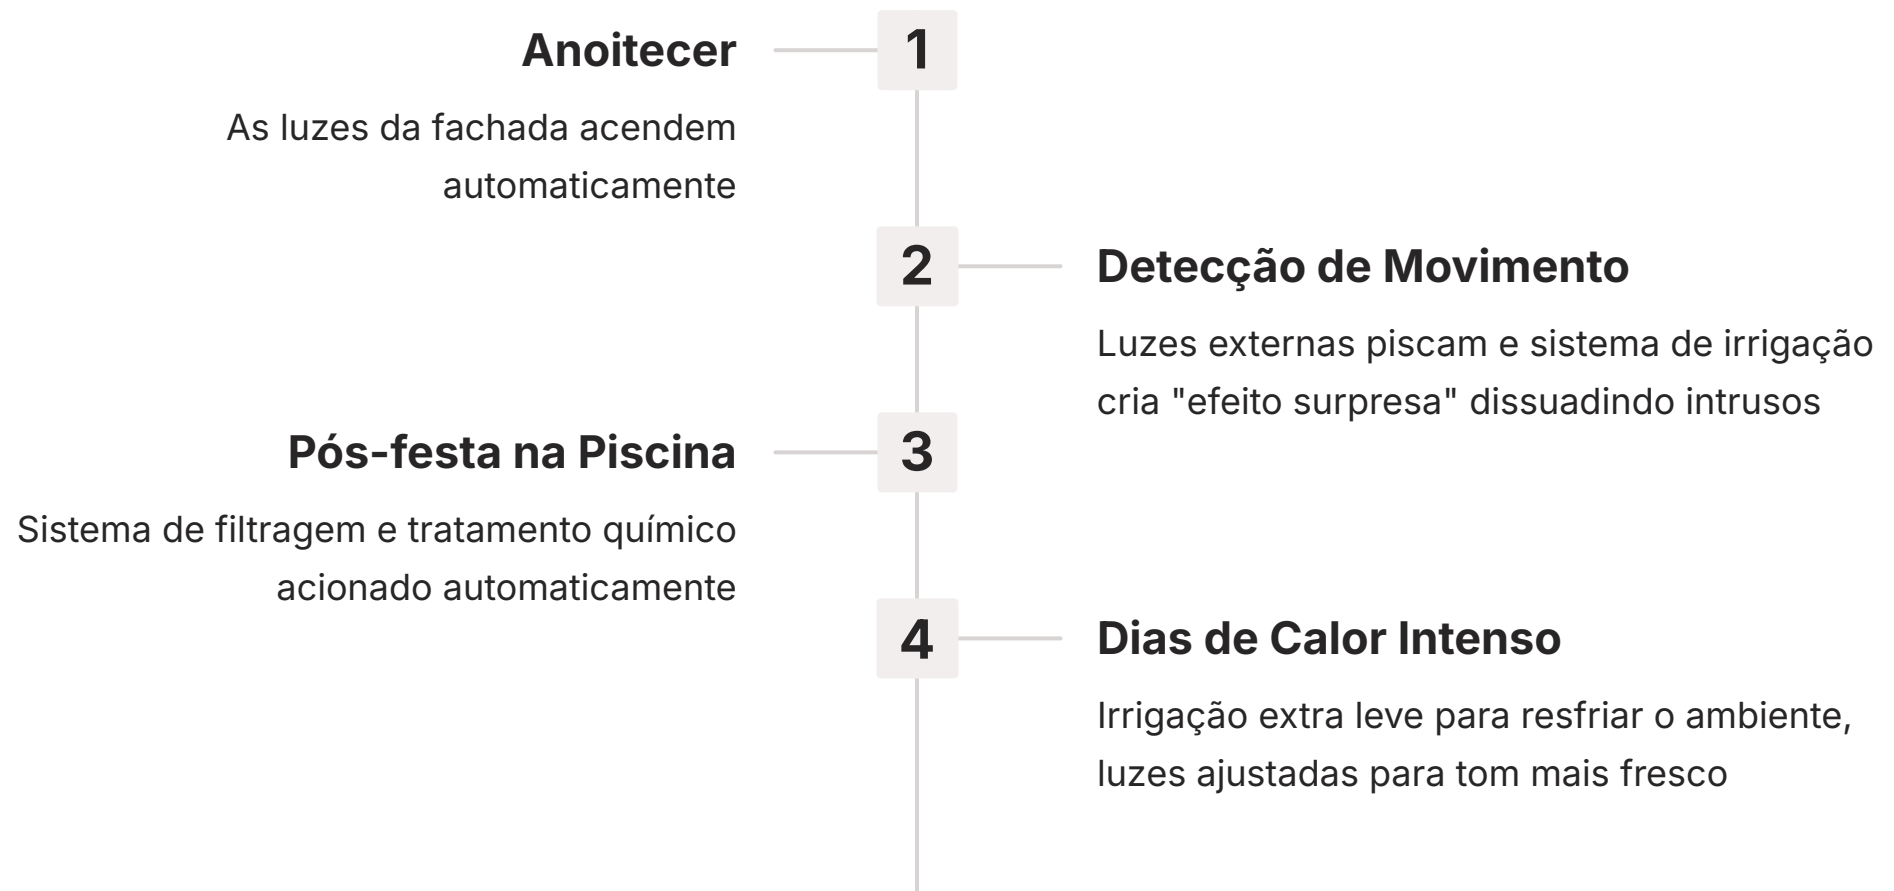 1
Anoitecer
As luzes da fachada acendem
automaticamente
2
Detecção de Movimento
Luzes externas piscam e sistema de irrigação
cria "efeito surpresa" dissuadindo intrusos
3
Pós-festa na Piscina
Sistema de filtragem e tratamento químico
acionado automaticamente
4
Dias de Calor Intenso
Irrigação extra leve para resfriar o ambiente,
luzes ajustadas para tom mais fresco